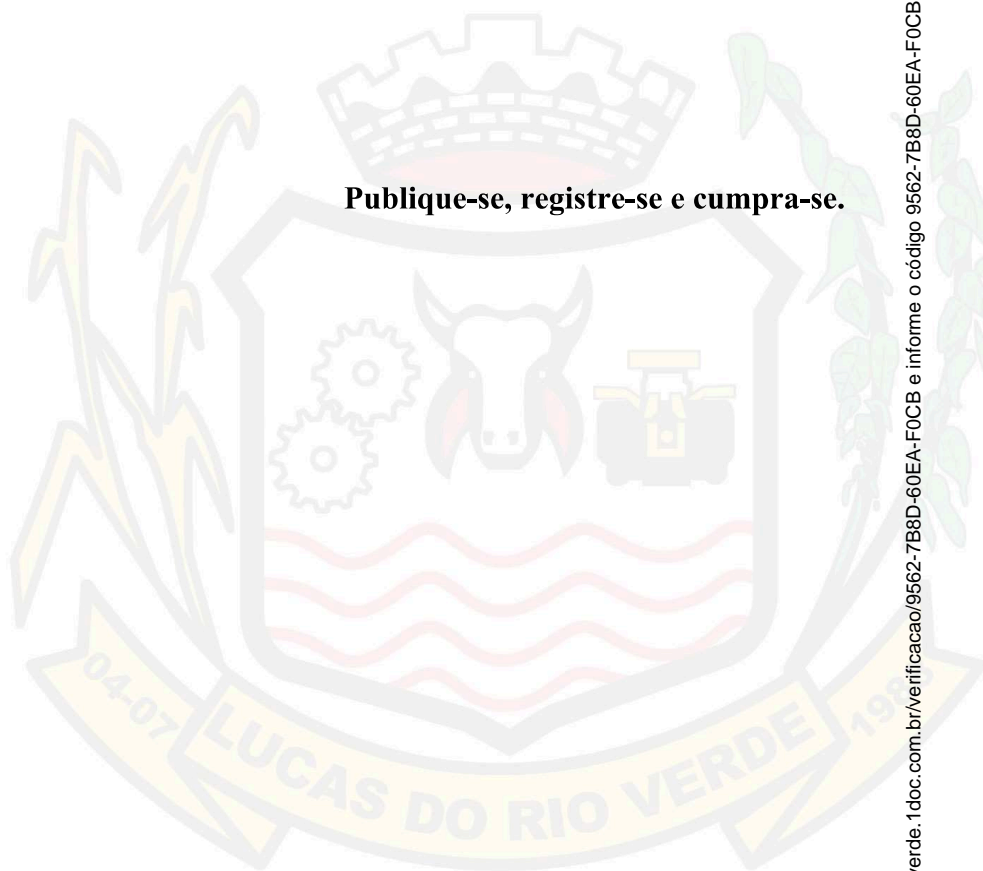 Publique-se, registre-se e cumpra-se.
04-07
LUCAS DO RIO VERDE
verde.1doc.com.br/verificacao/9562-7B8D-60EA-F0CB e informe o código 9562-7B8D-60EA-F0CB